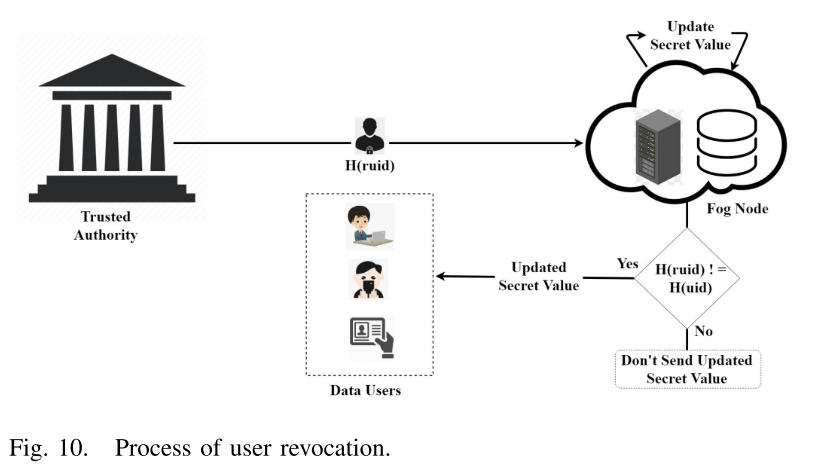 Update
Secret Value
H(ruid)
Trusted
Authority
Fog Node
Updated
Secret Value
Yes
H(ruid) ! =
H(uid)
No
Don't Send Updated
Secret Value
Data Users
Fig. 10. Process of user revocation.